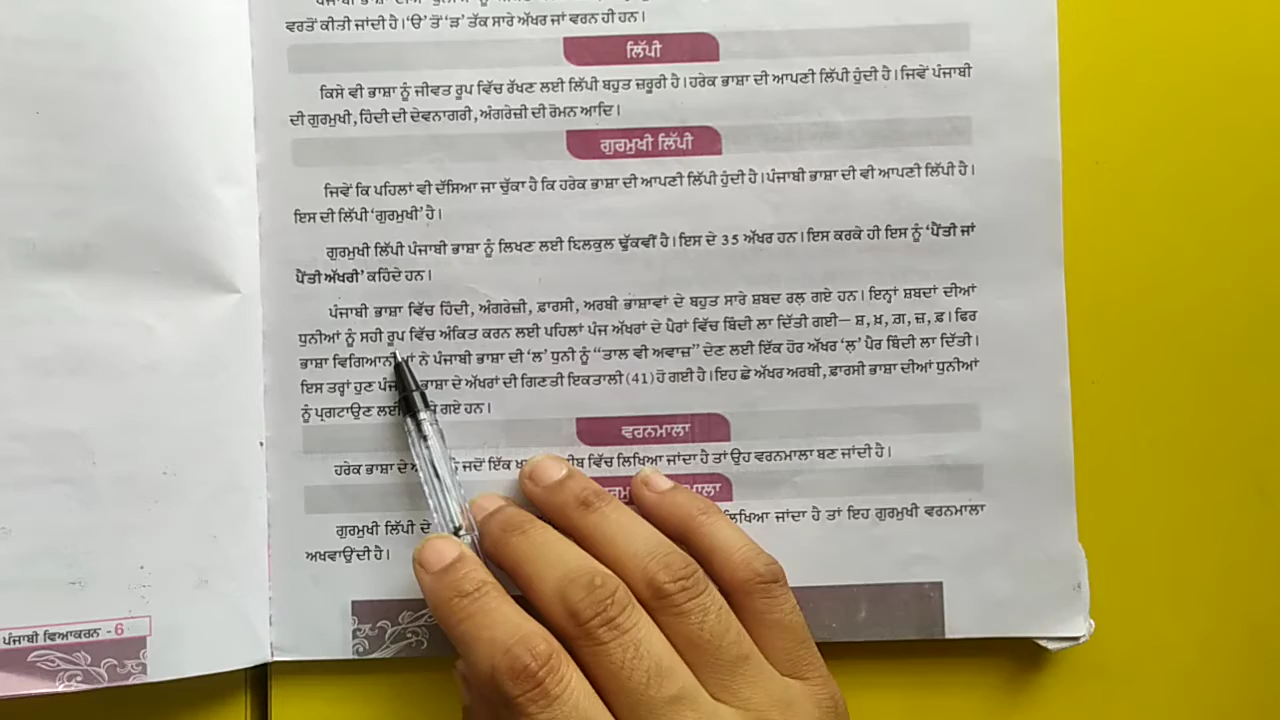 ਵਰਤੋਂ ਕੀਤੀ ਜਾਂਦੀ ਹੈ। ‘ੳ’ ਤੋਂ ‘ੜ’ ਤੱਕ ਸਾਰੇ ਅੱਖਰ ਜਾਂ ਵਰਨ ਹੀ ਹਨ।
ਲਿੱਪੀ
ਕਿਸੇ ਵੀ ਭਾਸ਼ਾ ਨੂੰ ਜੀਵਤ ਰੂਪ ਵਿੱਚ ਰੱਖਣ ਲਈ ਲਿੱਪੀ ਬਹੁਤ ਜ਼ਰੂਰੀ ਹੈ। ਹਰੇਕ ਭਾਸ਼ਾ ਦੀ ਆਪਣੀ ਲਿੱਪੀ ਹੁੰਦੀ ਹੈ। ਜਿਵੇਂ ਪੰਜਾਬੀ
ਦੀ ਗੁਰਮੁਖੀ, ਹਿੰਦੀ ਦੀ ਦੇਵਨਾਗਰੀ, ਅੰਗਰੇਜ਼ੀ ਦੀ ਰੋਮਨ ਆਦਿ।
ਗੁਰਮੁਖੀ ਲਿੱਪੀ
ਜਿਵੇਂ ਕਿ ਪਹਿਲਾਂ ਵੀ ਦੱਸਿਆ ਜਾ ਚੁੱਕਾ ਹੈ ਕਿ ਹਰੇਕ ਭਾਸ਼ਾ ਦੀ ਆਪਣੀ ਲਿੱਪੀ ਹੁੰਦੀ ਹੈ। ਪੰਜਾਬੀ ਭਾਸ਼ਾ ਦੀ ਵੀ ਆਪਣੀ ਲਿੱਪੀ ਹੈ।
ਇਸ ਦੀ ਲਿੱਪੀ ‘ਗੁਰਮੁਖੀ’ ਹੈ।
ਗੁਰਮੁਖੀ ਲਿੱਪੀ ਪੰਜਾਬੀ ਭਾਸ਼ਾ ਨੂੰ ਲਿਖਣ ਲਈ ਬਿਲਕੁਲ ਢੁੱਕਵੀਂ ਹੈ। ਇਸ ਦੇ 35 ਅੱਖਰ ਹਨ। ਇਸ ਕਰਕੇ ਹੀ ਇਸ ਨੂੰ ‘ਪੈਂਤੀ ਜਾਂ
ਪੈਂਤੀ ਅੱਖਰੀ’ ਕਹਿੰਦੇ ਹਨ।
ਪੰਜਾਬੀ ਭਾਸ਼ਾ ਵਿੱਚ ਹਿੰਦੀ, ਅੰਗਰੇਜ਼ੀ, ਫ਼ਾਰਸੀ, ਅਰਬੀ ਭਾਸ਼ਾਵਾਂ ਦੇ ਬਹੁਤ ਸਾਰੇ ਸ਼ਬਦ ਰਲ਼ ਗਏ ਹਨ। ਇਨ੍ਹਾਂ ਸ਼ਬਦਾਂ ਦੀਆਂ
ਧੁਨੀਆਂ ਨੂੰ ਸਹੀ ਰੂਪ ਵਿੱਚ ਅੰਕਿਤ ਕਰਨ ਲਈ ਪਹਿਲਾਂ ਪੰਜ ਅੱਖਰਾਂ ਦੇ ਪੈਰਾਂ ਵਿੱਚ ਬਿੰਦੀ ਲਾ ਦਿੱਤੀ ਗਈ— ਸ਼, ਖ਼, ਗ਼, ਜ਼, ਫ਼। ਫਿਰ
ਭਾਸ਼ਾ ਨੇ ਪੰਜਾਬੀ ਭਾਸ਼ਾ ਦੀ ‘ਲ’ ਧੁਨੀ ਨੂੰ “ਤਾਲ ਵੀ ਅਵਾਜ਼” ਦੇਣ ਲਈ ਇੱਕ ਹੋਰ ਅੱਖਰ ‘ਲ਼’ ਪੈਰ ਬਿੰਦੀ ਲਾ ਦਿੱਤੀ।
ਇਸ ਤਰ੍ਹਾਂ ਹੁਣ ਭਾਸ਼ਾ ਦੇ ਅੱਖਰਾਂ ਦੀ ਗਿਣਤੀ ਇਕਤਾਲੀ (41) ਹੋ ਗਈ ਹੈ। ਇਹ ਛੇ ਅੱਖਰ ਅਰਬੀ, ਫ਼ਾਰਸੀ ਭਾਸ਼ਾ ਦੀਆਂ ਧੁਨੀਆਂ
ਨੂੰ ਪ੍ਰਗਟਾਉਣ ਲਈ ਗਏ ਹਨ।
ਵਰਨਮਾਲਾ
ਹਰੇਕ ਭਾਸ਼ਾ ਦੇ ਜਦੋਂ ਇੱਕ ਵਿੱਚ ਲਿਖਿਆ ਜਾਂਦਾ ਹੈ ਤਾਂ ਉਹ ਵਰਨਮਾਲਾ ਬਣ ਜਾਂਦੀ ਹੈ।
ਗੁਰਮੁਖੀ ਲਿੱਪੀ ਦੇ ਲਿਖਿਆ ਜਾਂਦਾ ਹੈ ਤਾਂ ਇਹ ਗੁਰਮੁਖੀ ਵਰਨਮਾਲਾ
ਅਖਵਾਉਂਦੀ ਹੈ।
ਪੰਜਾਬੀ ਵਿਆਕਰਨ - 6